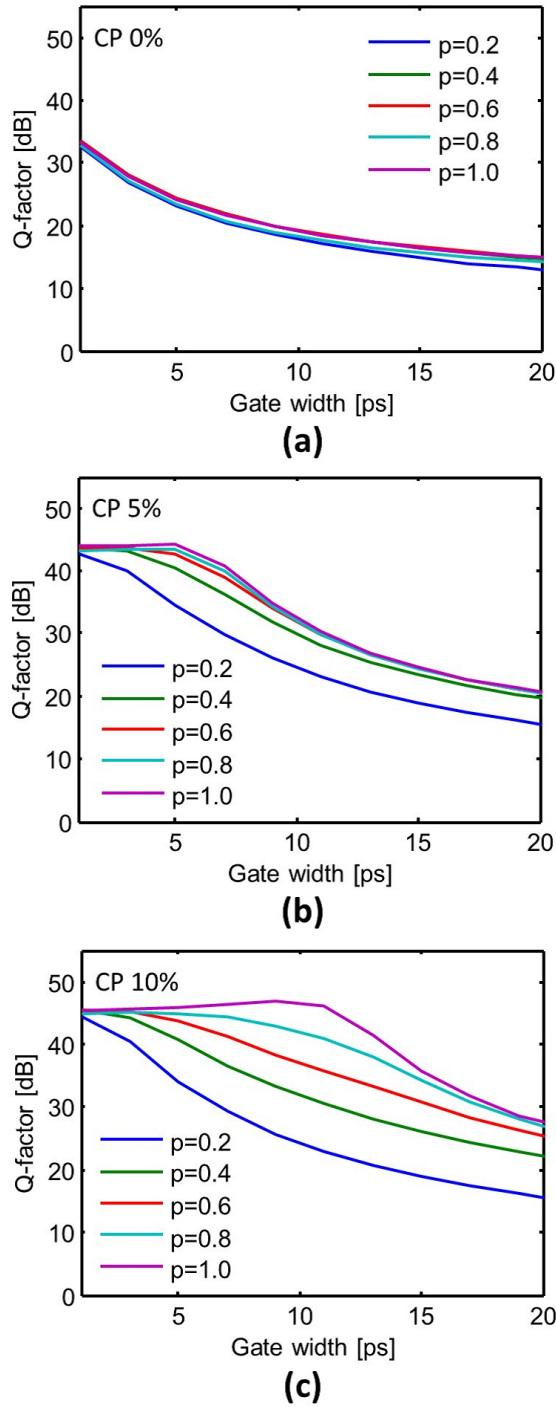 CP 0%
p=0.2
p=0.4
p=0.6
p=0.8
p=1.0
50
40
30
20
10
0
Q-factor [dB]
5
10
15
20
Gate width [ps]
(a)
CP 5%
p=0.2
p=0.4
p=0.6
p=0.8
p=1.0
50
40
30
20
10
0
Q-factor [dB]
5
10
15
20
Gate width [ps]
(b)
CP 10%
p=0.2
p=0.4
p=0.6
p=0.8
p=1.0
50
40
30
20
10
0
Q-factor [dB]
5
10
15
20
Gate width [ps]
(c)